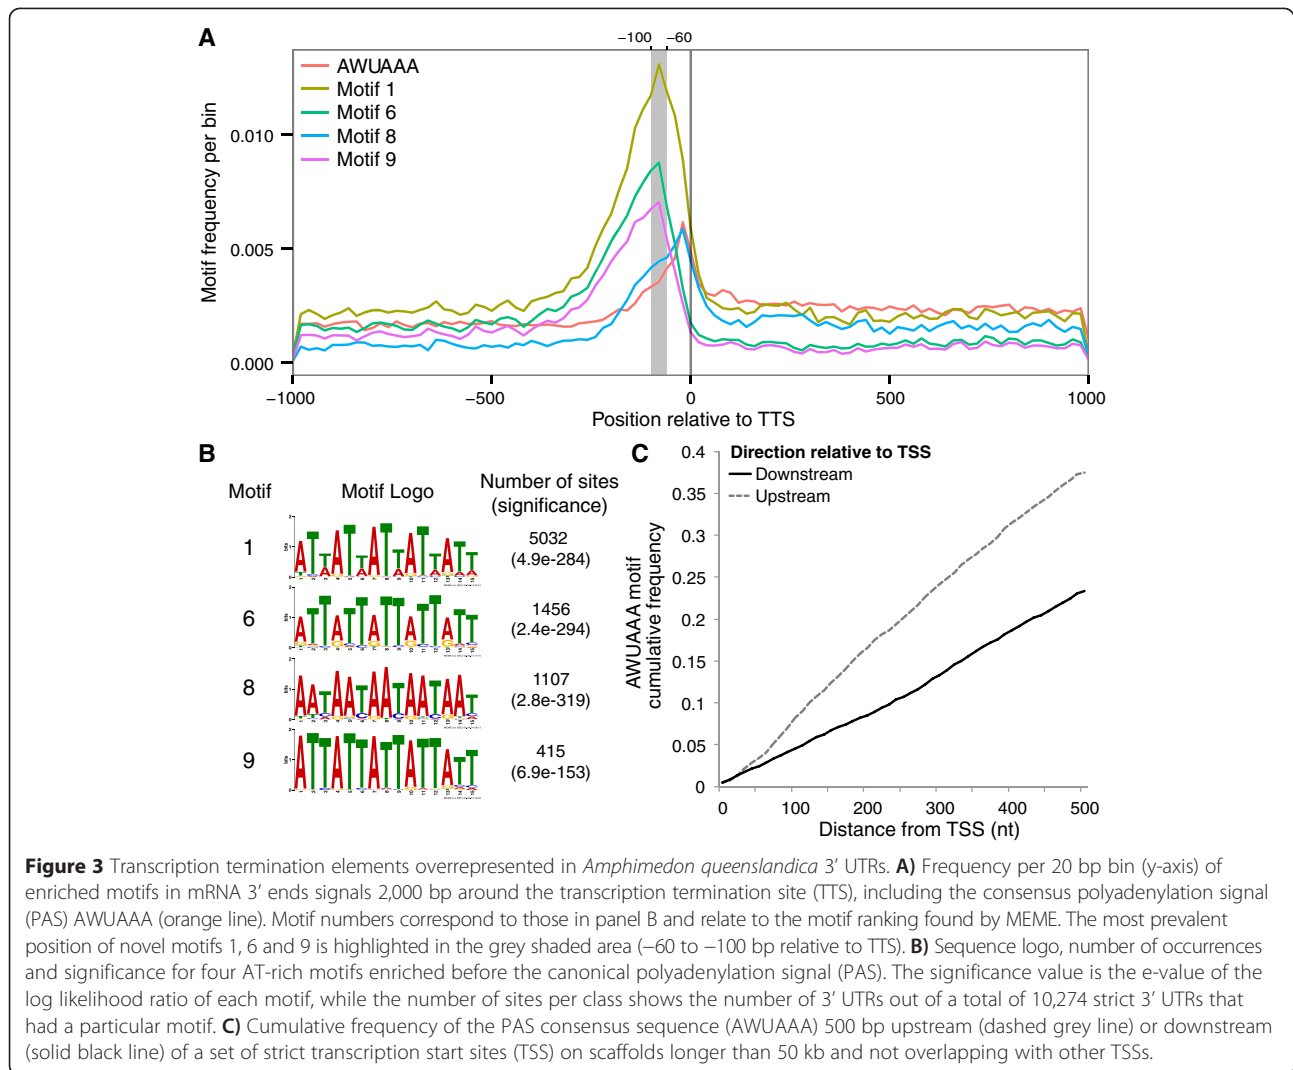 A
−100 −60
AWUAAA
Motif 1
Motif 6
Motif 8
Motif 9
Motif frequency per bin
0.010
0.005
0.000
−1000 −500 0 500 1000
Position relative to TTS
B
Motif Motif Logo Number of sites
(significance)
1 5032
(4.9e-284)
6 1456
(2.4e-294)
8 1107
(2.8e-319)
9 415
(6.9e-153)
C
Direction relative to TSS
Downstream
Upstream
AWUAAA motif
cumulative frequency
0.4
0.35
0.3
0.25
0.2
0.15
0.1
0.05
0
0 100 200 300 400 500
Distance from TSS (nt)
Figure 3 Transcription termination elements overrepresented in Amphimedon queenslandica 3′ UTRs. A) Frequency per 20 bp bin (y-axis) of
enriched motifs in mRNA 3′ ends signals 2,000 bp around the transcription termination site (TTS), including the consensus polyadenylation signal
(PAS) AWUAAA (orange line). Motif numbers correspond to those in panel B and relate to the motif ranking found by MEME. The most prevalent
position of novel motifs 1, 6 and 9 is highlighted in the grey shaded area (−60 to −100 bp relative to TTS). B) Sequence logo, number of occurrences
and significance for four AT-rich motifs enriched before the canonical polyadenylation signal (PAS). The significance value is the e-value of the
log likelihood ratio of each motif, while the number of sites per class shows the number of 3′ UTRs out of a total of 10,274 strict 3′ UTRs that
had a particular motif. C) Cumulative frequency of the PAS consensus sequence (AWUAAA) 500 bp upstream (dashed grey line) or downstream
(solid black line) of a set of strict transcription start sites (TSS) on scaffolds longer than 50 kb and not overlapping with other TSSs.